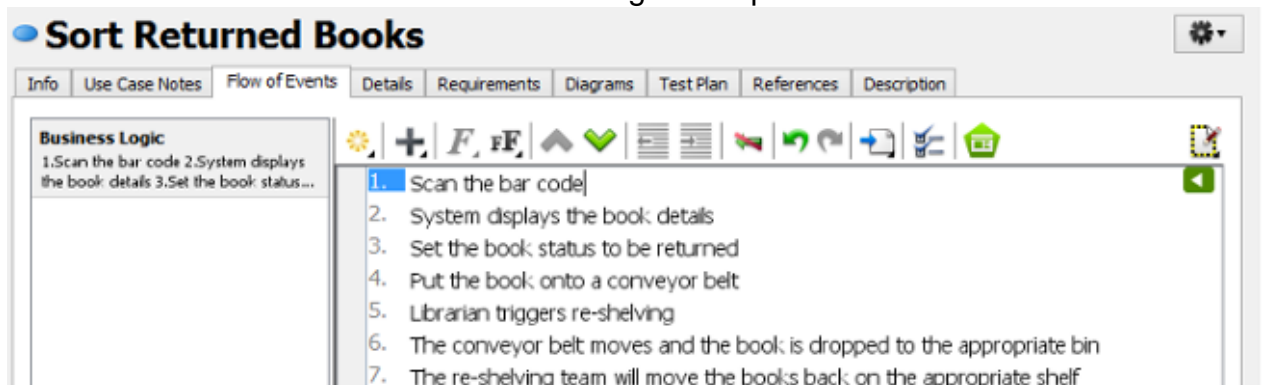 Sort Returned Books
Info Use Case Notes Flow of Events Details Requirements Diagrams Test Plan References Description
Business Logic
1.Scan the bar code 2.System displays
the book details 3.Set the book status...
F FF
1. Scan the bar code
2. System displays the book details
3. Set the book status to be returned
4. Put the book onto a conveyor belt
5. Librarian triggers re-shelving
6. The conveyor belt moves and the book is dropped to the appropriate bin
7. The re-shelving team will move the books back on the appropriate shelf